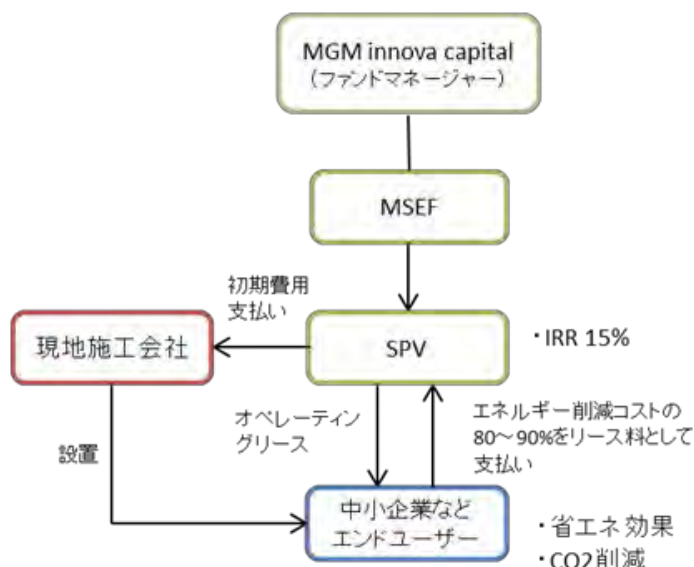 MGM innova capital
（ファンドマネージャー）
MSEF
初期費用
支払い
現地施工会社
SPV
・IRR 15%
オペレーティン
グリース
エネルギー削減コストの
80～90%をリース料として
支払い
設置
中小企業など
エンドユーザー
・省エネ効果
・CO2削減